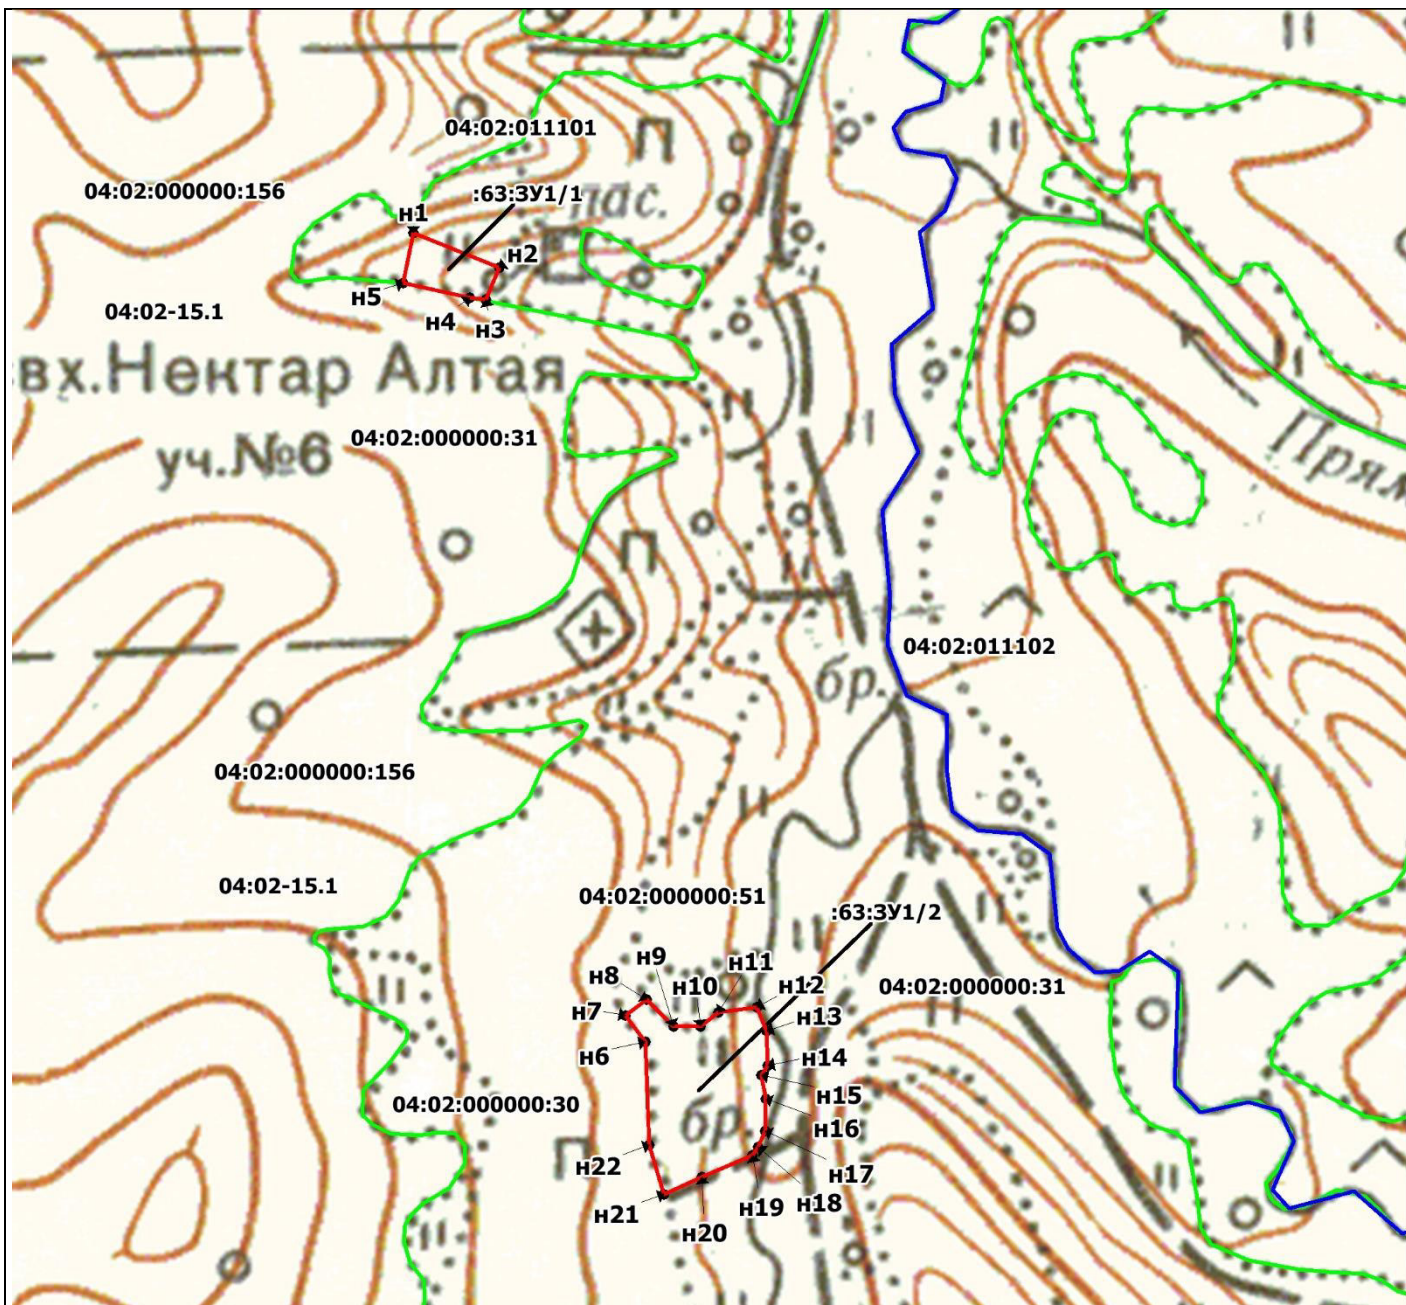 04:02:011101
П
04:02:000000:156
:63:ЗУ1/1
пас.
н1
н2
н5
н4
н3
04:02-15.1
вх.Нектар Алтая
04:02:000000:31
уч.№6
Прям
П
04:02:011102
бр.
04:02:000000:156
04:02-15.1
04:02:000000:51
:63:ЗУ1/2
04:02:000000:31
н8
н9
н10
н11
н12
н7
н13
н6
н14
н15
04:02:000000:30
бр
н16
П
н22
н17
н18
н19
н21
н20